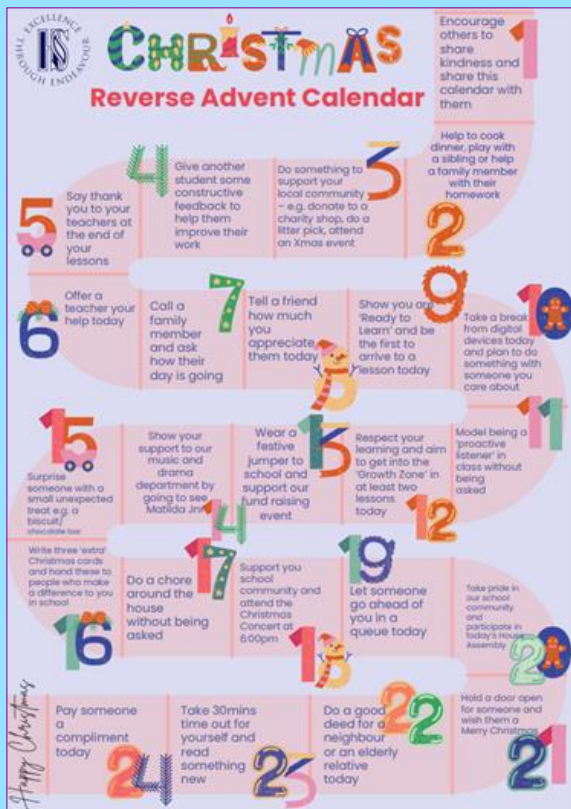 EXCELLENCE
THROUGH ENDEAVOUR
CHRISTMAS
Reverse Advent Calendar
Encourage
others to
share
kindness and
share this
calendar with
them
1
Help to cook
dinner, play with
a sibling or help
a family member
with their
homework
2
Do something to
support your
local community
– e.g. donate to a
charity shop, do a
litter pick, attend
an Xmas event
3
Give another
student some
constructive
feedback to
help them
improve their
work
4
Say thank
you to your
teachers at
the end of
your
lessons
5
Offer a
teacher your
help today
6
Call a
family
member and
ask how their
day is going
7
Tell a friend
how much
you
appreciate
them today
8
Show you are
'Ready to
Learn' and be
the first to
arrive to a
lesson today
9
Take a break
from digital
devices today
and plan to do
something with
someone you
care about
10
Model being a
'proactive
listener' in
class without
being
asked
11
Respect your
learning and aim
to get into the
'Growth Zone' in
at least two
lessons
today
12
Wear a
festive
jumper to
school and
support our
fund raising
event
13
Show your
support to our
music and
drama
department by
going to see
Matilda Jnr
14
Surprise
someone with a
small unexpected
treat e.g. a
biscuit/
chocolate bar
15
Write three 'extra'
Christmas cards
and hand these to
people who make
a difference to you
in school
16
Do a chore
around the
house
without being
asked
17
Support you
school
community and
attend the
Christmas
Concert at
6:00pm
18
Let someone
go ahead of
you in a
queue today
19
Take pride in
our school
community
and
participate in
today's House
Assembly
20
Hold a door open
for someone and
wish them a
Merry Christmas
21
Do a good
deed for a
neighbour
or an elderly
relative
today
22
Take 30mins
time out for
yourself and
read
something
new
23
Pay someone
a
compliment
today
24
Happy Christmas